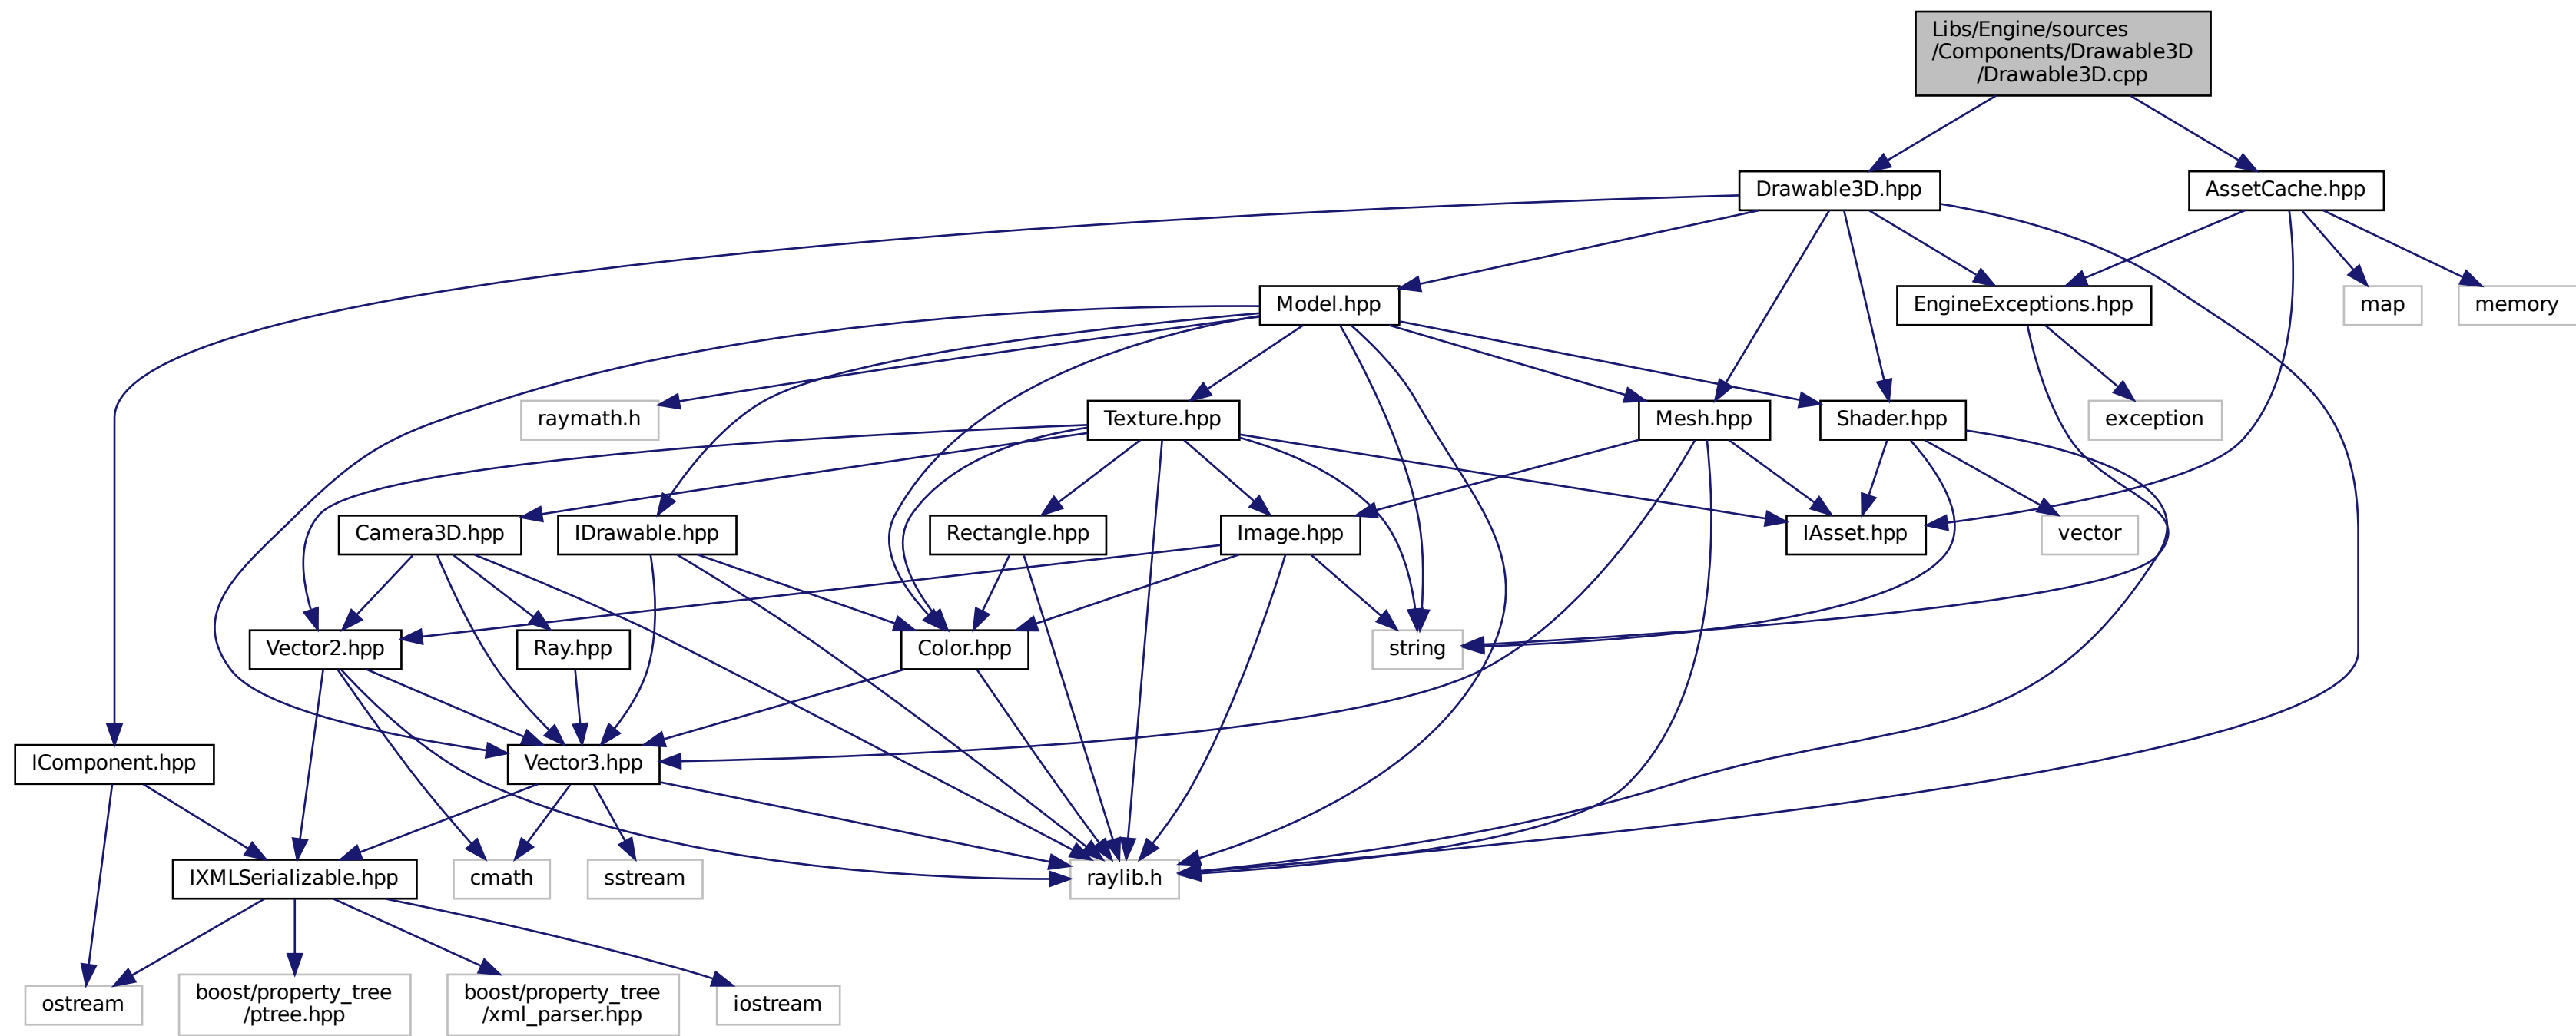 Libs/Engine/sources
/Components/Drawable3D
/Drawable3D.cpp
Drawable3D.hpp
AssetCache.hpp
Model.hpp
EngineExceptions.hpp
map
memory
raymath.h
Texture.hpp
Mesh.hpp
Shader.hpp
exception
Camera3D.hpp
IDrawable.hpp
Rectangle.hpp
Image.hpp
IAsset.hpp
vector
Vector2.hpp
Ray.hpp
Color.hpp
string
IComponent.hpp
Vector3.hpp
IXMLSerializable.hpp
cmath
sstream
raylib.h
ostream
boost/property_tree
/ptree.hpp
boost/property_tree
/xml_parser.hpp
iostream